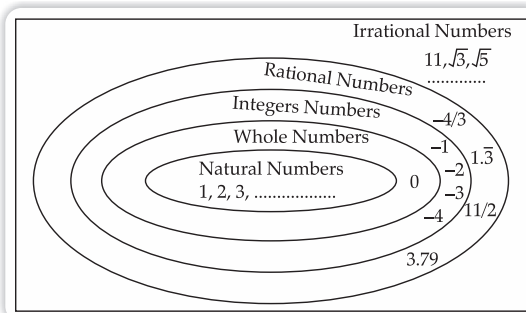 Irrational Numbers
11, √3, √5
.............
Rational Numbers
Integers Numbers
Whole Numbers
Natural Numbers
1, 2, 3, ..................
0
–4/3
–1
1.3̅
–2
–3
–4
11/2
3.79